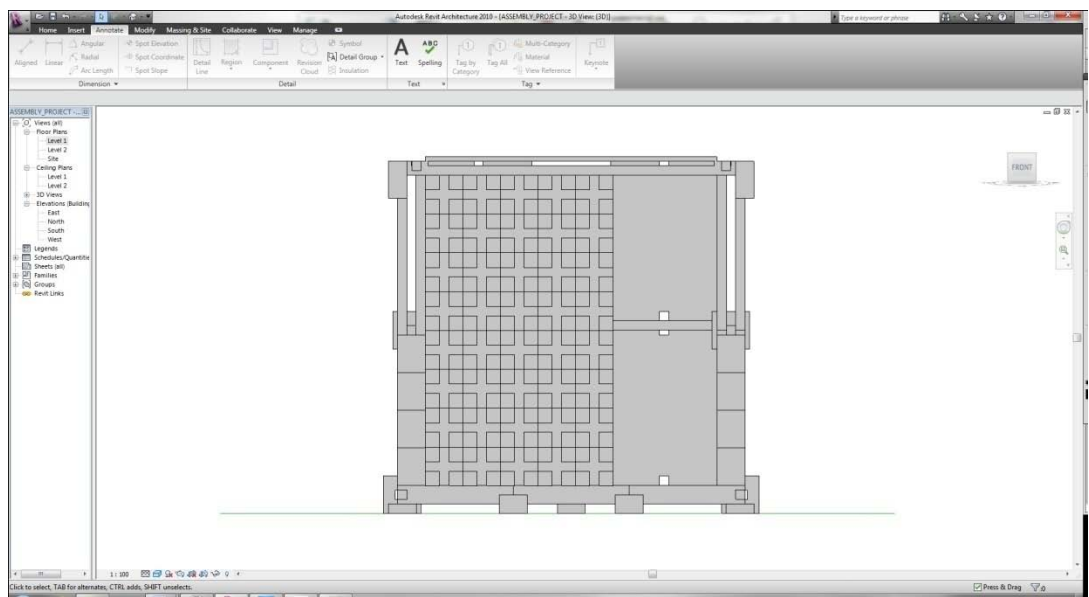 Autodesk Revit Architecture 2010 - [ASSEMBLY_PROJECT - 3D View: {3D}]
Type a keyword or phrase
Home Insert Annotate Modify Massing & Site Collaborate View Manage
Aligned
Linear
Angular
Radial
Arc Length
Spot Elevation
Spot Coordinate
Spot Slope
Dimension
Detail Line
Region
Component
Revision Cloud
Symbol
Detail Group
Insulation
Detail
Text
ABC
Spelling
Text
Tag by Category
Tag All
Multi-Category
Material
View Reference
Tag
Keynote
ASSEMBLY_PROJECT -...
Views (all)
Floor Plans
Level 1
Level 2
Site
Ceiling Plans
Level 1
Level 2
3D Views
Elevations (Building
East
North
South
West
Legends
Schedules/Quantitie
Sheets (all)
Families
Groups
Revit Links
FRONT
1 : 100
Click to select, TAB for alternates, CTRL adds, SHIFT unselects.
Press & Drag
:0